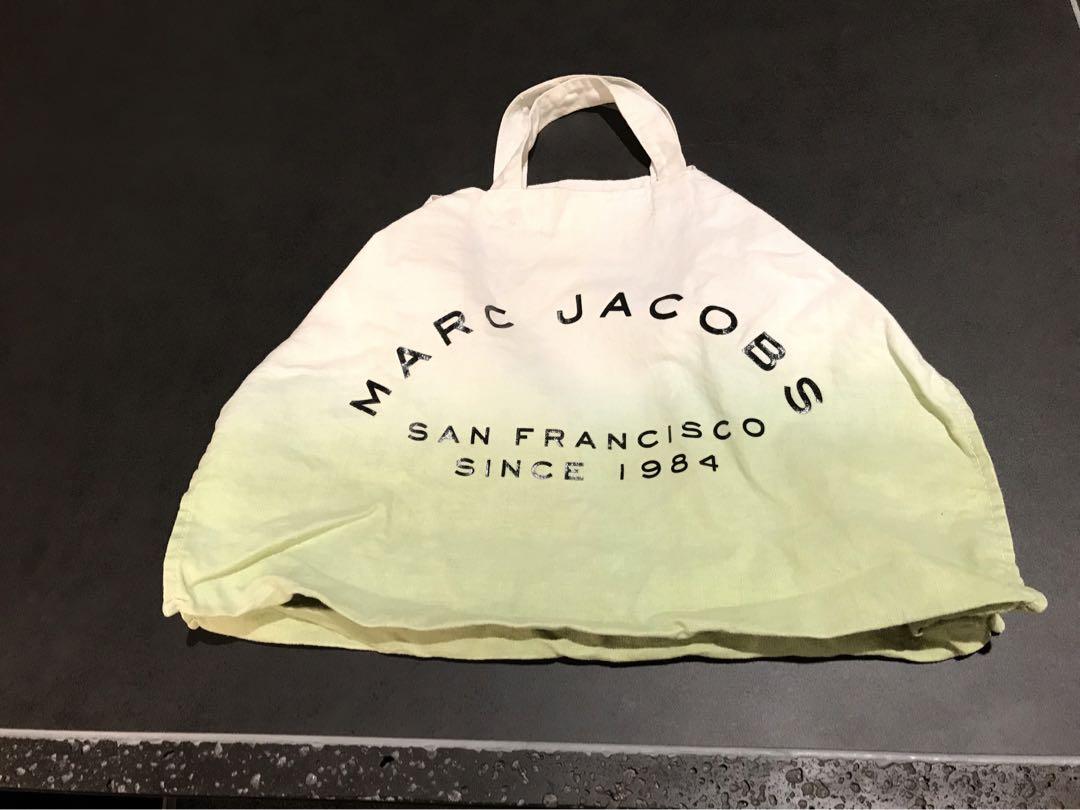 MARC JACOBS
SAN FRANCISCO
SINCE 1984